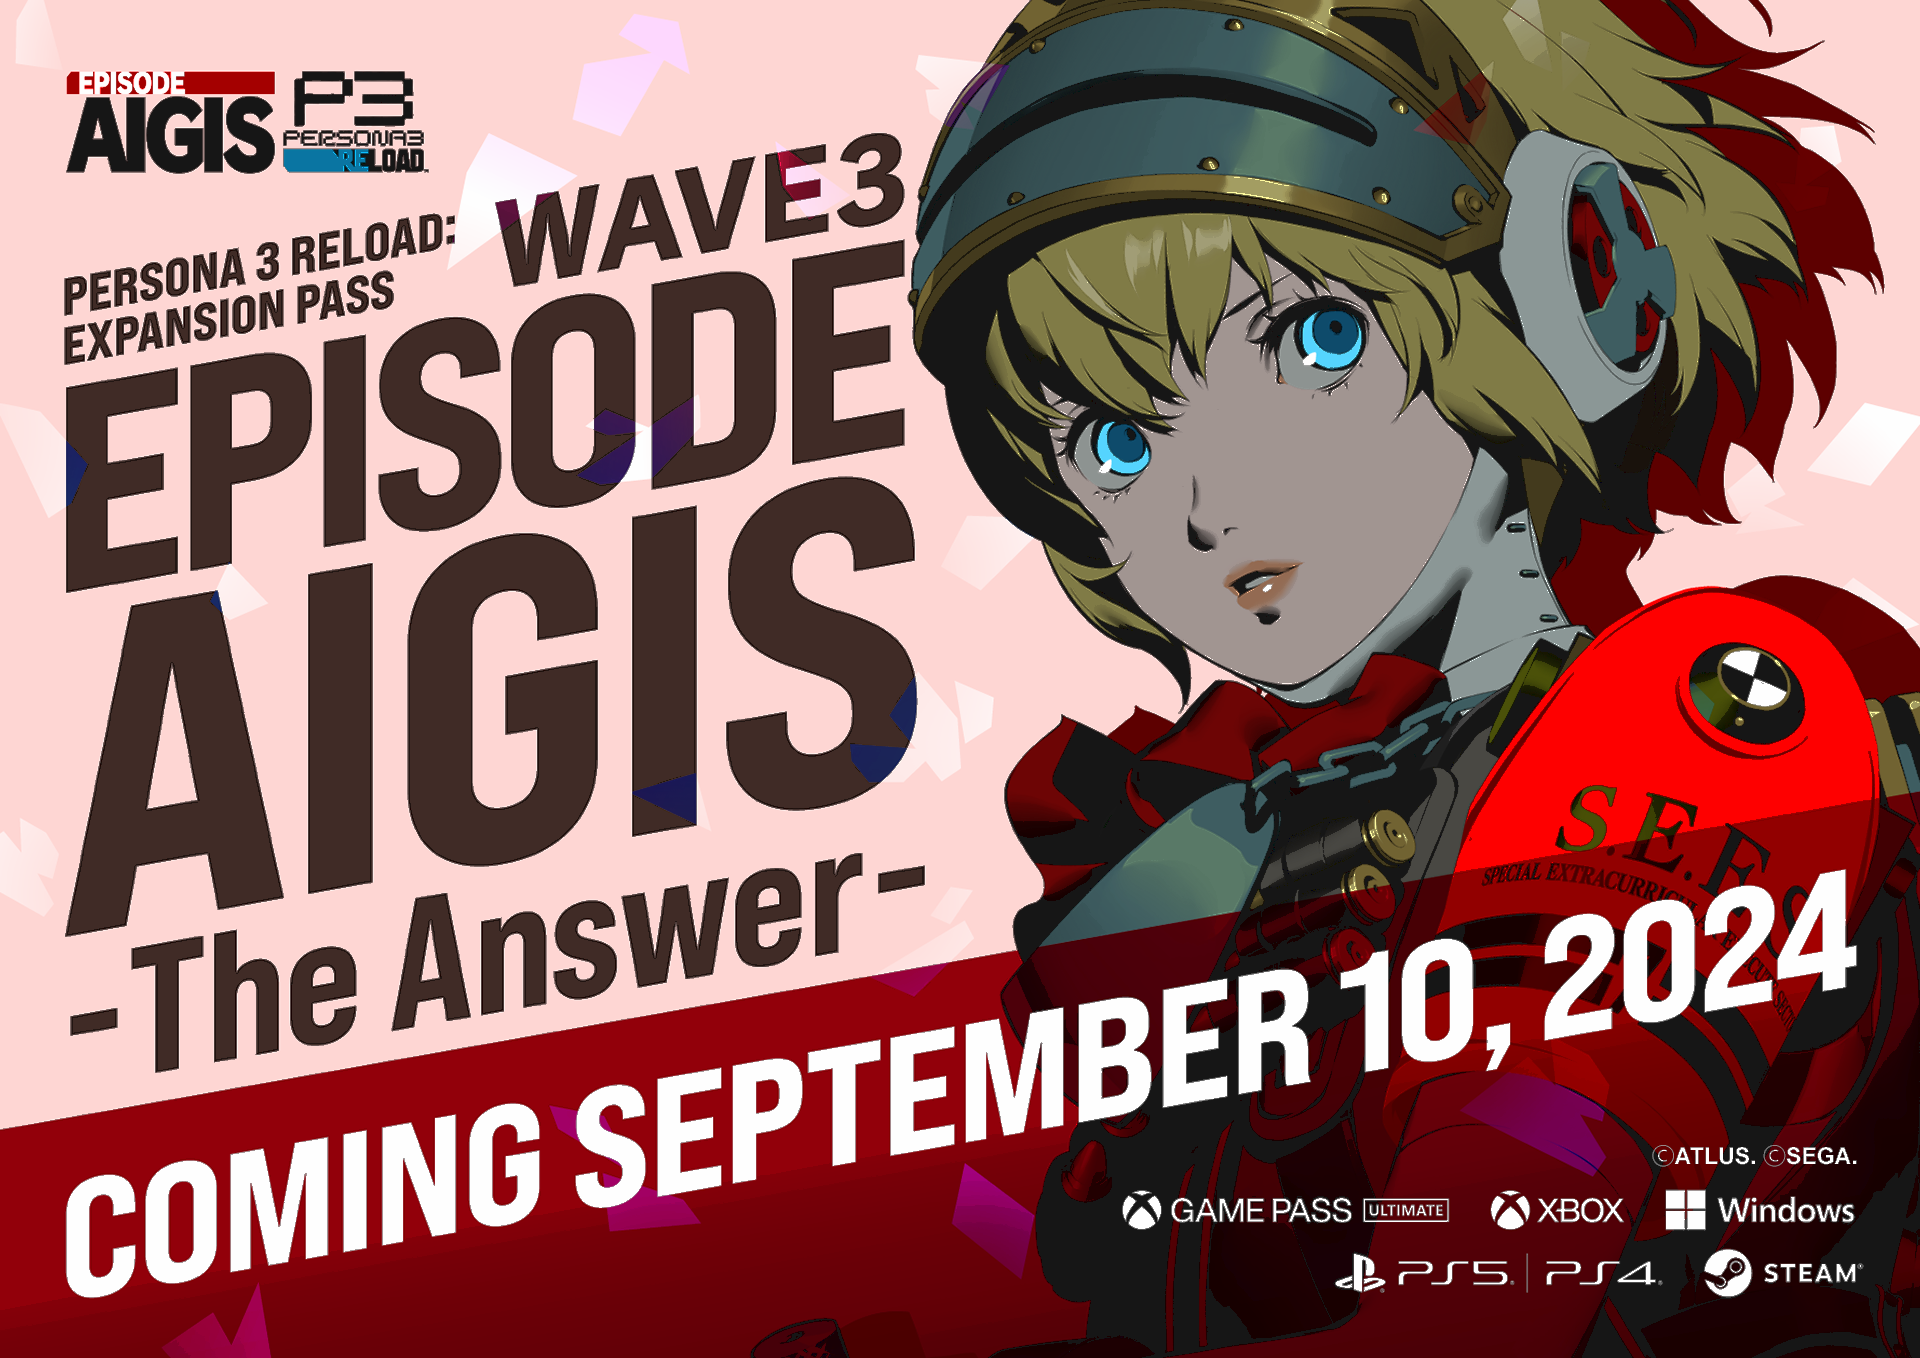 EPISODE
AIGIS
P3
PERSONA3
RELOAD
PERSONA 3 RELOAD:
EXPANSION PASS
WAVE3
EPISODE
AIGIS
-The Answer-
COMING SEPTEMBER 10, 2024
S.E.E.S
SPECIAL EXTRACURRICULAR
©ATLUS. ©SEGA.
GAME PASS ULTIMATE
XBOX
Windows
PS5
PS4
STEAM